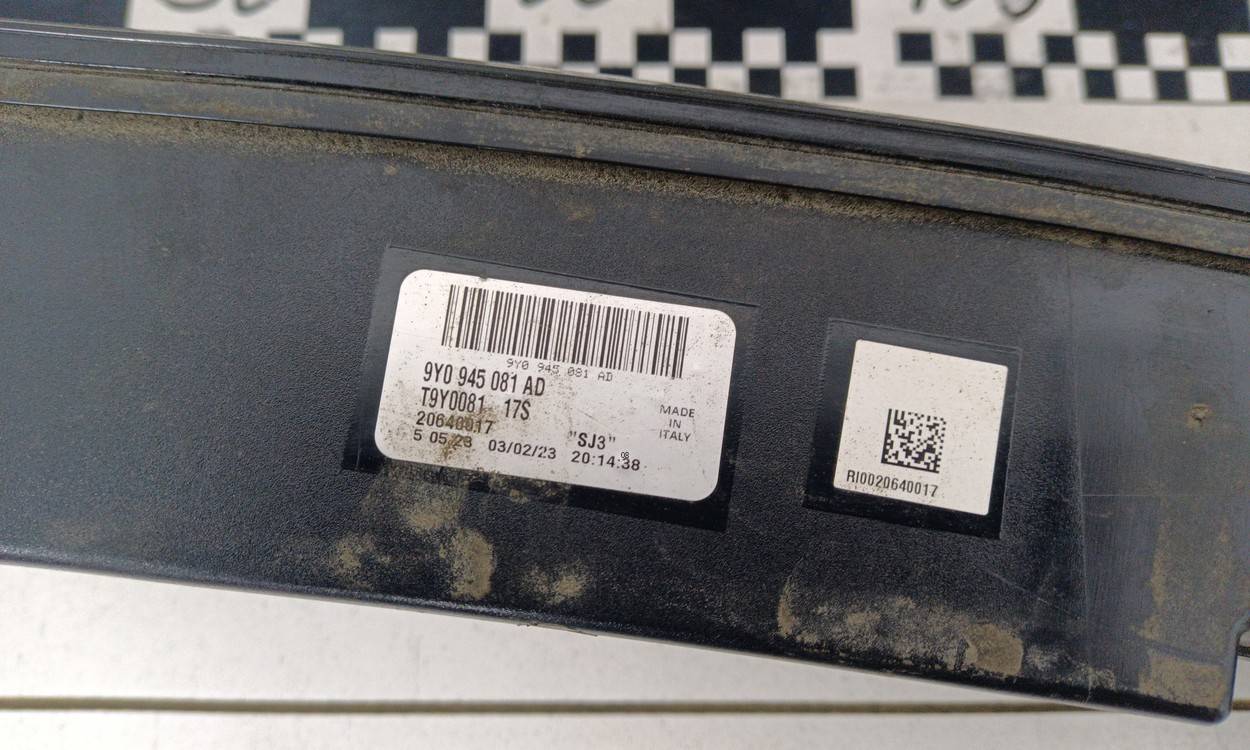 9Y0 945 081 AD
9Y0 945 081 AD
T9Y0081 17S
20640017
"SJ3"
5 05/23 03/02/23 20:14:38
08
MADE
IN
ITALY
RI0020640017